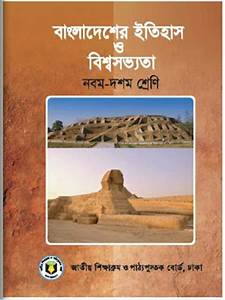 বাংলাদেশের ইতিহাস
ও
বিশ্বসভ্যতা
নবম-দশম শ্রেণি
জাতীয় শিক্ষাক্রম ও পাঠ্যপুস্তক বোর্ড, ঢাকা